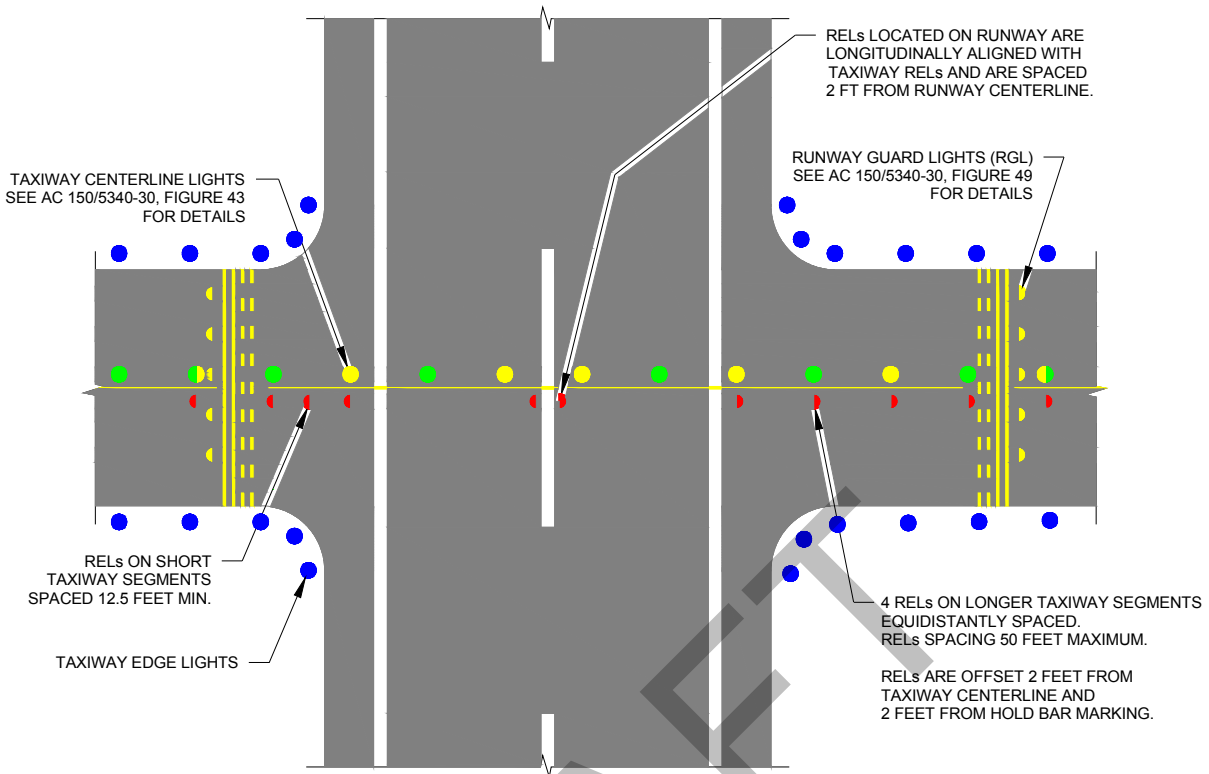 RELs LOCATED ON RUNWAY ARE
LONGITUDINALLY ALIGNED WITH
TAXIWAY RELs AND ARE SPACED
2 FT FROM RUNWAY CENTERLINE.
TAXIWAY CENTERLINE LIGHTS
SEE AC 150/5340-30, FIGURE 43
FOR DETAILS
RUNWAY GUARD LIGHTS (RGL)
SEE AC 150/5340-30, FIGURE 49
FOR DETAILS
RELs ON SHORT
TAXIWAY SEGMENTS
SPACED 12.5 FEET MIN.
TAXIWAY EDGE LIGHTS
4 RELs ON LONGER TAXIWAY SEGMENTS
EQUIDISTANTLY SPACED.
RELs SPACING 50 FEET MAXIMUM.
RELs ARE OFFSET 2 FEET FROM
TAXIWAY CENTERLINE AND
2 FEET FROM HOLD BAR MARKING.